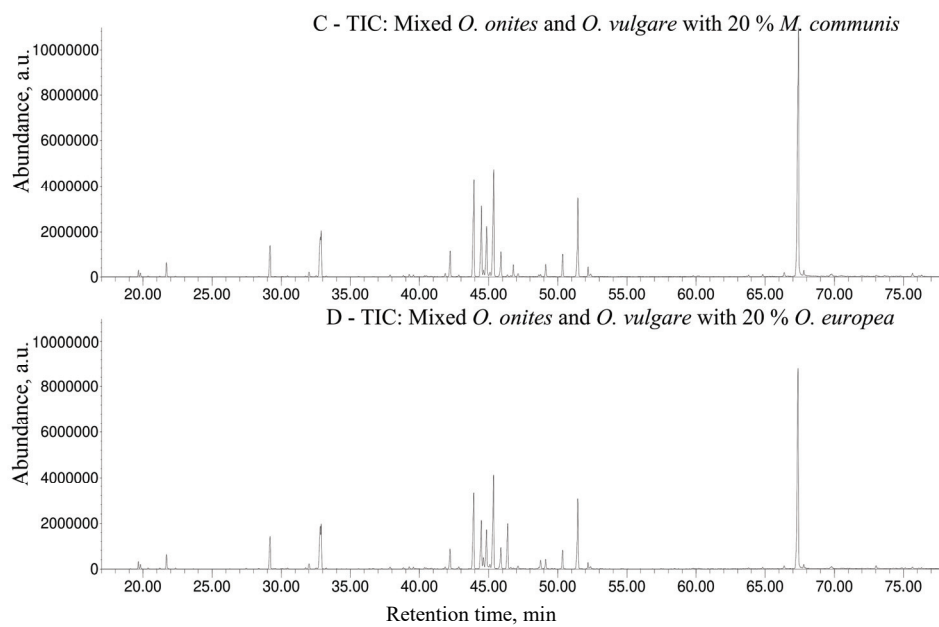 C - TIC: Mixed O. onites and O. vulgare with 20 % M. communis
Abundance, a.u.
10000000
8000000
6000000
4000000
2000000
0
20.00 25.00 30.00 35.00 40.00 45.00 50.00 55.00 60.00 65.00 70.00 75.00
D - TIC: Mixed O. onites and O. vulgare with 20 % O. europea
Abundance, a.u.
10000000
8000000
6000000
4000000
2000000
0
20.00 25.00 30.00 35.00 40.00 45.00 50.00 55.00 60.00 65.00 70.00 75.00
Retention time, min